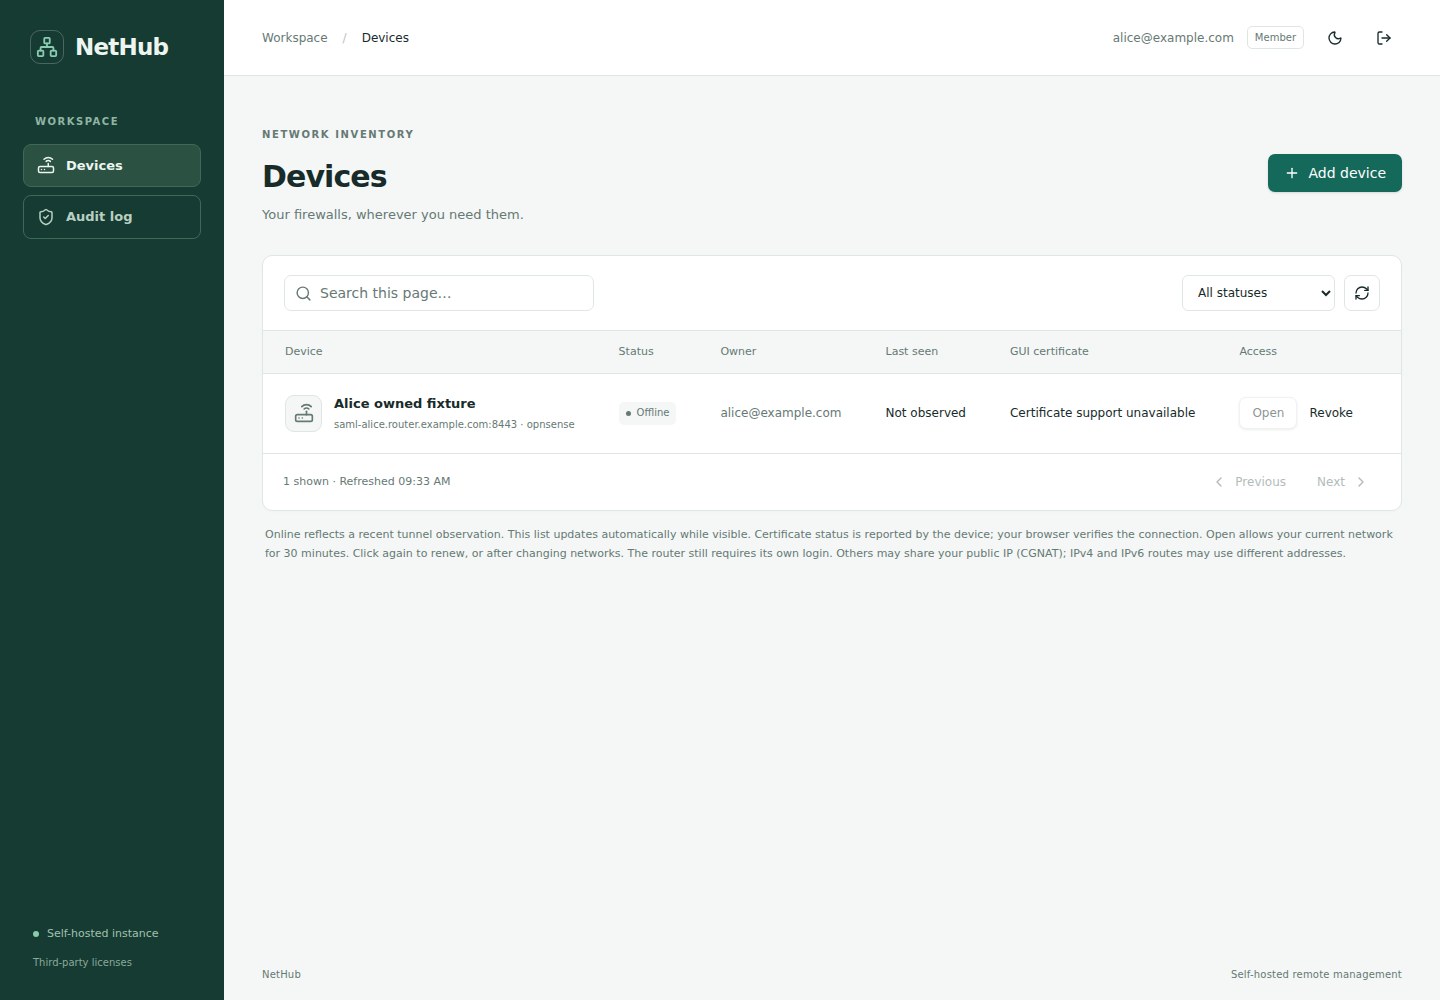 NetHub
WORKSPACE
Devices
Audit log
Self-hosted instance
Third-party licenses
Workspace / Devices
alice@example.com Member
NETWORK INVENTORY
Devices
Your firewalls, wherever you need them.
Add device
Search this page...
All statuses
Device Status Owner Last seen GUI certificate Access
Alice owned fixture
saml-alice.router.example.com:8443 · opnsense
Offline
alice@example.com
Not observed
Certificate support unavailable
Open
Revoke
1 shown · Refreshed 09:33 AM
Previous
Next
Online reflects a recent tunnel observation. This list updates automatically while visible. Certificate status is reported by the device; your browser verifies the connection. Open allows your current network
for 30 minutes. Click again to renew, or after changing networks. The router still requires its own login. Others may share your public IP (CGNAT); IPv4 and IPv6 routes may use different addresses.
NetHub
Self-hosted remote management